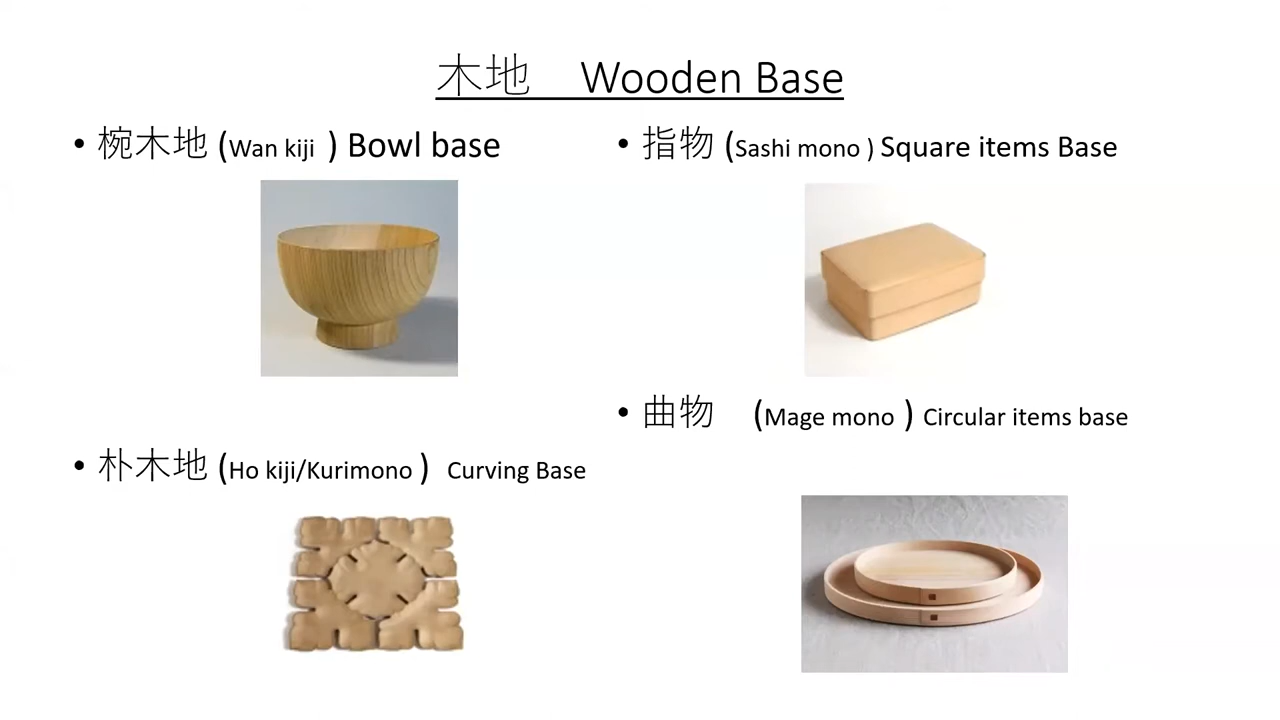 木地　Wooden Base
• 椀木地 (Wan kiji ) Bowl base
• 朴木地 (Ho kiji/Kurimono ) Curving Base
• 指物 (Sashi mono ) Square items Base
• 曲物　(Mage mono ) Circular items base